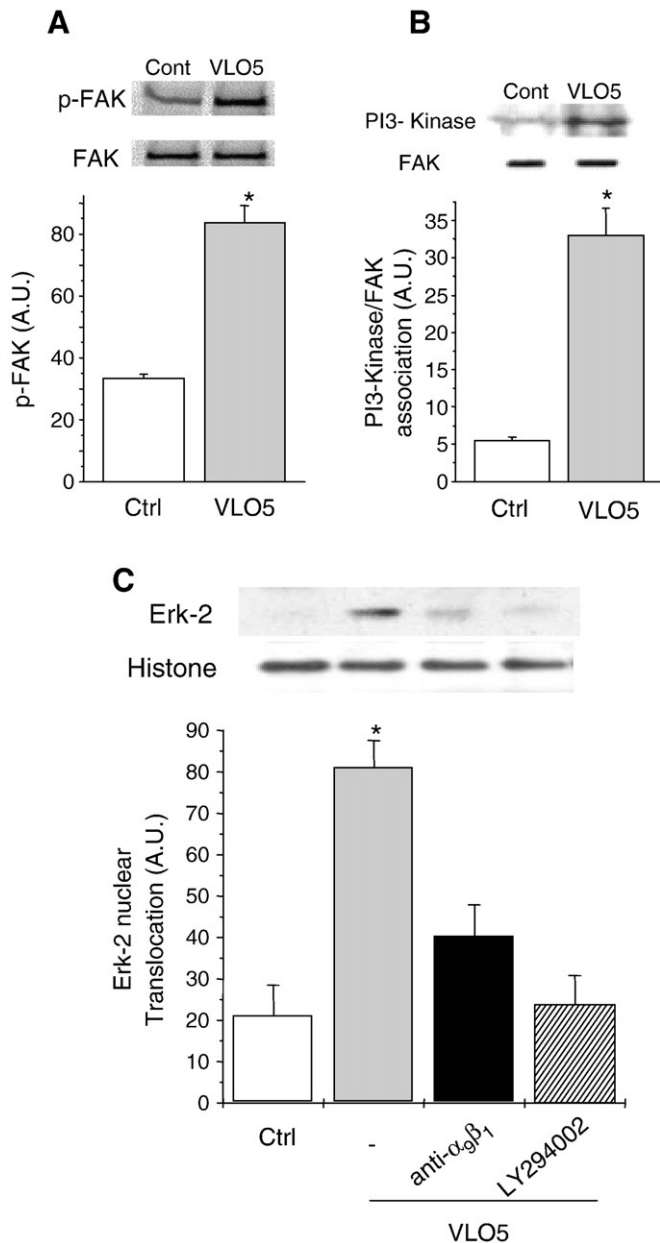 A
Cont VLO5
p-FAK
FAK
*
p-FAK (A.U.)
80
60
40
20
0
Ctrl VLO5
B
Cont VLO5
PI3- Kinase
FAK
*
PI3-Kinase/FAK
association (A.U.)
35
30
25
20
15
10
5
0
Ctrl VLO5
C
Erk-2
Histone
*
Erk-2 nuclear
Translocation (A.U.)
90
80
70
60
50
40
30
20
10
0
Ctrl - anti-α₉β₁ LY294002
VLO5